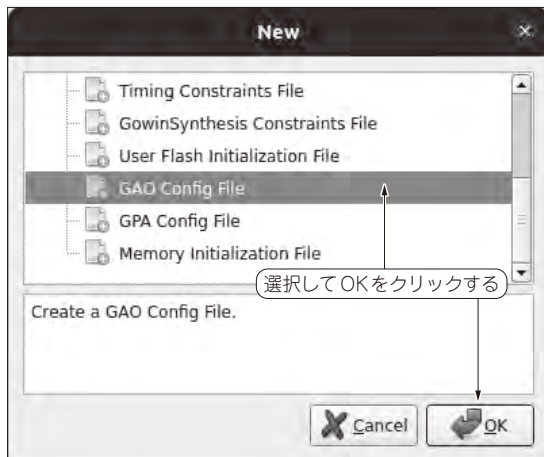 New
Timing Constraints File
GowinSynthesis Constraints File
User Flash Initialization File
GAO Config File
GPA Config File
Memory Initialization File
選択してOKをクリックする
Create a GAO Config File.
Cancel
OK